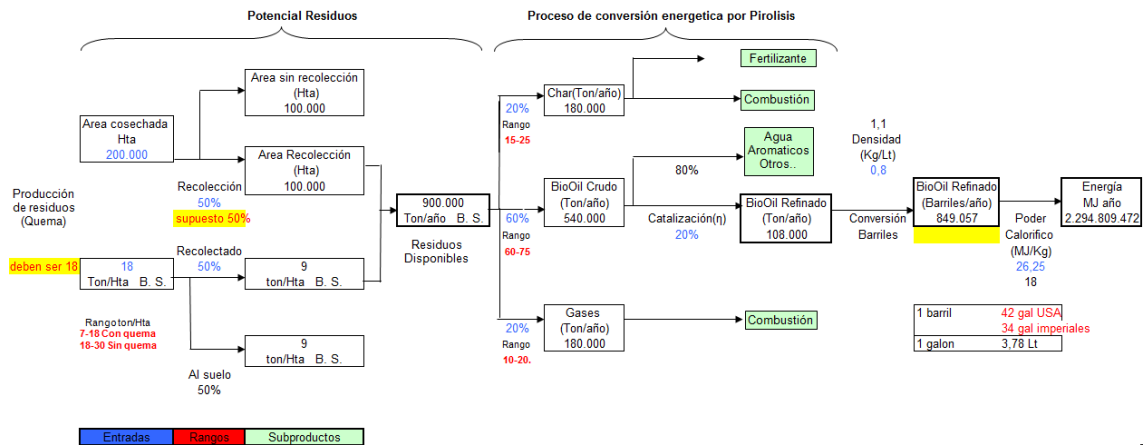 Potencial Residuos
Proceso de conversión energetica por Pirolisis
Area cosechada
Hta
200.000
Area sin recolección
(Hta)
100.000
Area Recolección
(Hta)
100.000
Recolección
50%
supuesto 50%
Producción
de residuos
(Quema)
deben ser 18
18
Ton/Hta B. S.
Recolectado
50%
9
ton/Hta B. S.
9
ton/Hta B. S.
Al suelo
50%
Rango ton/Hta
7-18 Con quema
18-30 Sin quema
900.000
Ton/año B. S.
Residuos
Disponibles
20%
Rango
15-25
Char(Ton/año)
180.000
Fertilizante
Combustión
60%
Rango
60-75
BioOil Crudo
(Ton/año)
540.000
80%
Agua
Aromaticos
Otros..
Catalización(η)
20%
BioOil Refinado
(Ton/año)
108.000
1,1
Densidad
(Kg/Lt)
0,8
Conversión
Barriles
BioOil Refinado
(Barriles/año)
849.057
Poder
Calorifico
(MJ/Kg)
26,25
18
Energía
MJ año
2.294.809.472
20%
Rango
10-20.
Gases
(Ton/año)
180.000
Combustión
1 barril 42 gal USA
34 gal imperiales
1 galon 3,78 Lt
Entradas Rangos Subproductos